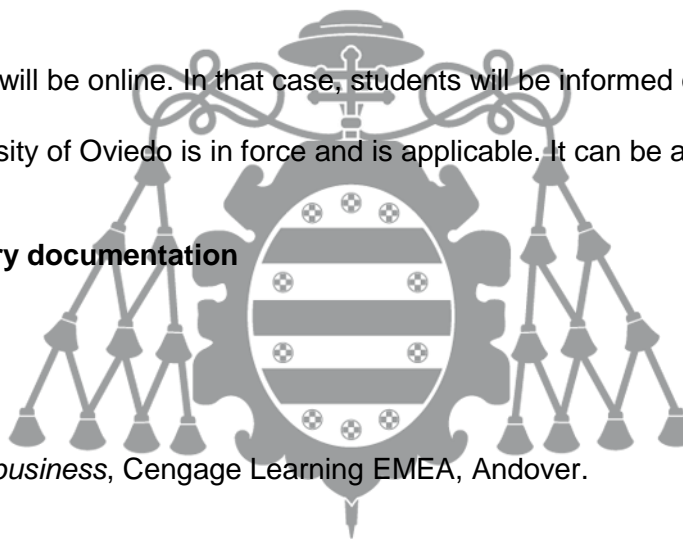 will be online. In that case, students will be informed
sity of Oviedo is in force and is applicable. It can be a
ry documentation
business, Cengage Learning EMEA, Andover.